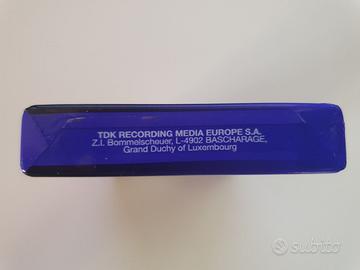 TDK RECORDING MEDIA EUROPE S.A.
Z.I. Bommelscheuer, L-4902 BASCHARAGE,
Grand Duchy of Luxembourg
subito